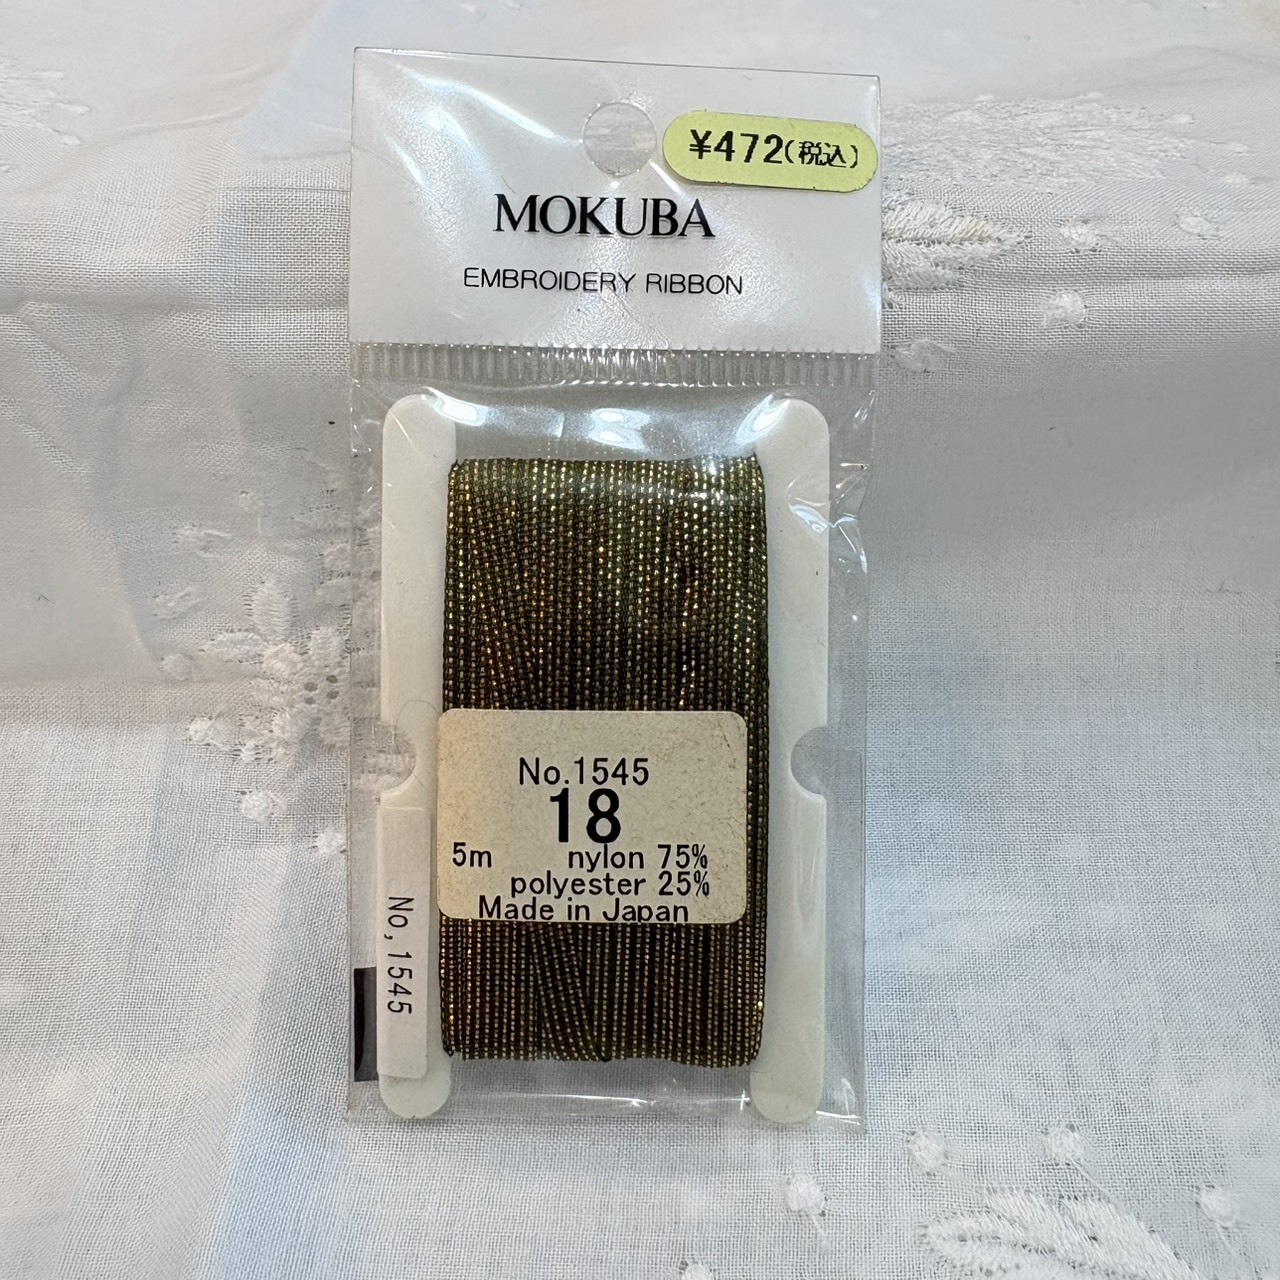 ¥472(税込)
MOKUBA
EMBROIDERY RIBBON
No.1545
18
5m nylon 75%
polyester 25%
Made in Japan
No,1545